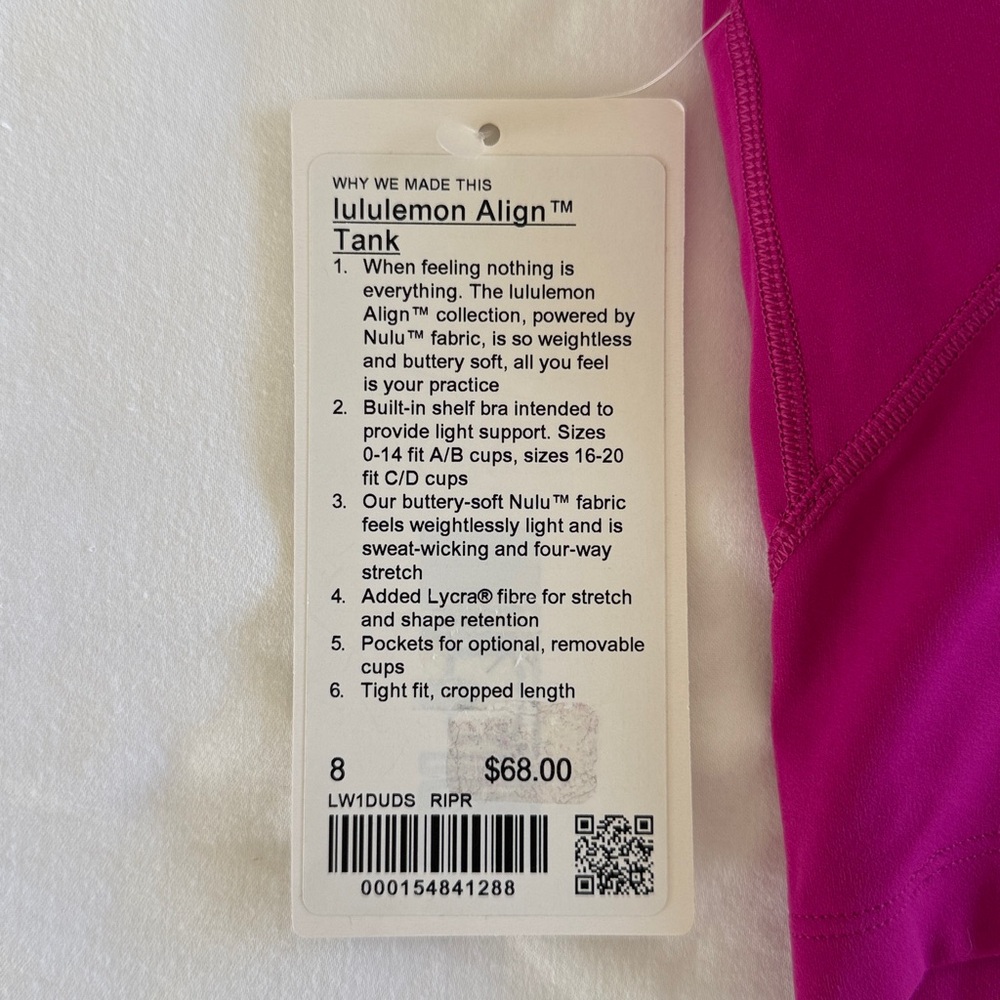 WHY WE MADE THIS
lululemon Align™
Tank
1. When feeling nothing is
everything. The lululemon
Align™ collection, powered by
Nulu™ fabric, is so weightless
and buttery soft, all you feel
is your practice
2. Built-in shelf bra intended to
provide light support. Sizes
0-14 fit A/B cups, sizes 16-20
fit C/D cups
3. Our buttery-soft Nulu™ fabric
feels weightlessly light and is
sweat-wicking and four-way
stretch
4. Added Lycra® fibre for stretch
and shape retention
5. Pockets for optional, removable
cups
6. Tight fit, cropped length
8 $68.00
LW1DUDS RIPR
000154841288